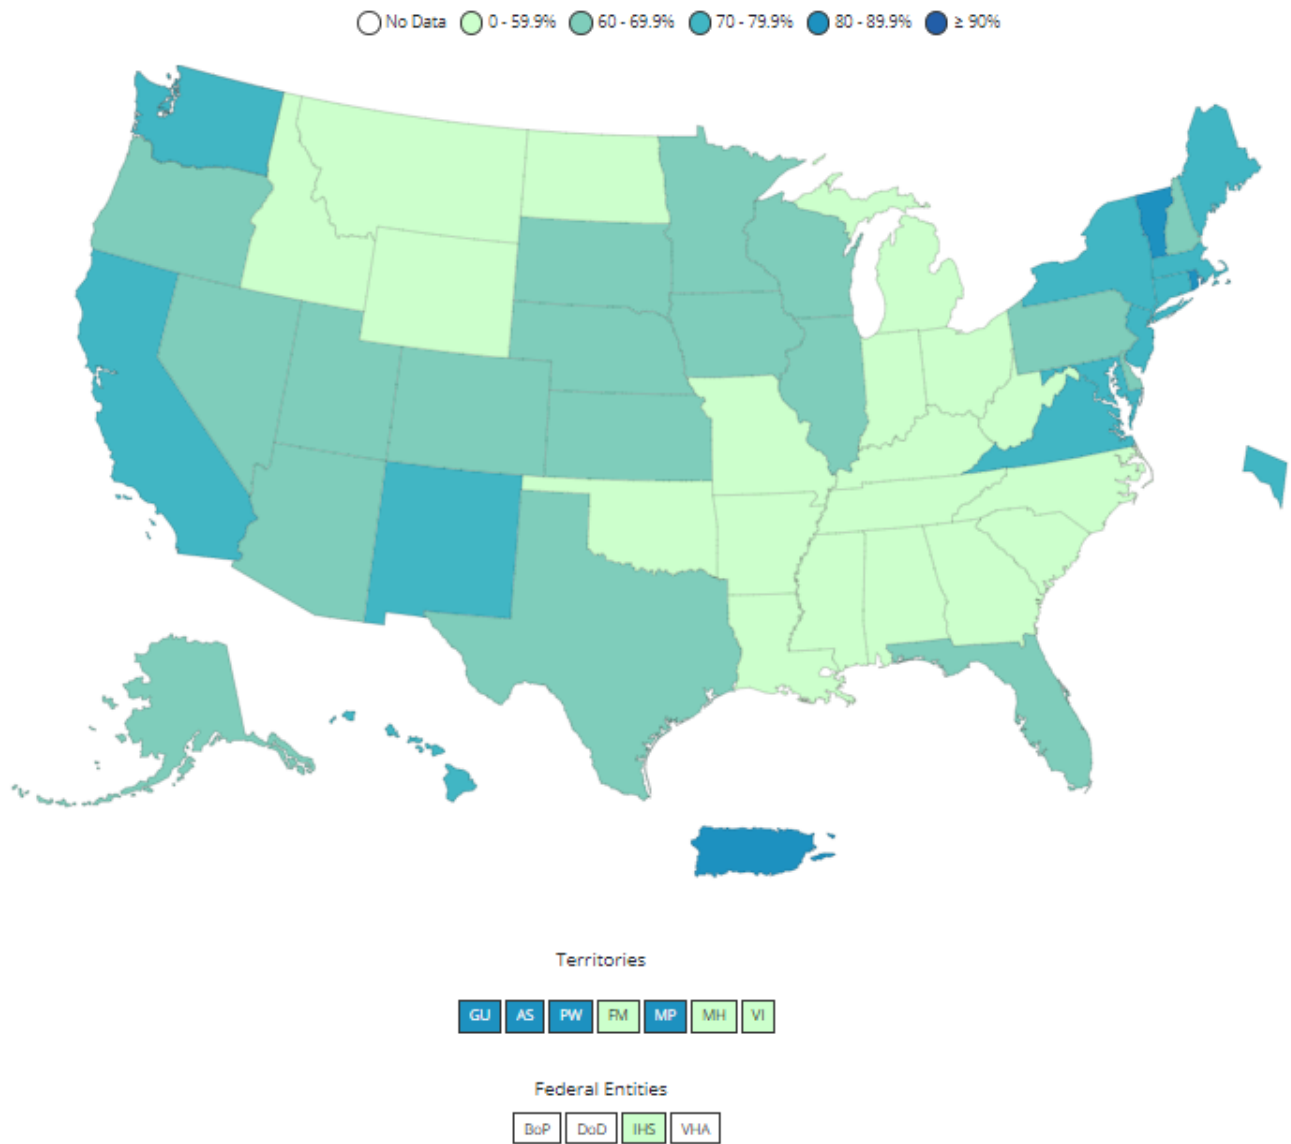 No Data 0 - 59.9% 60 - 69.9% 70 - 79.9% 80 - 89.9% ≥ 90%
Territories
GU AS PW FM MP MH VI
Federal Entities
BoP DoD IHS VHA